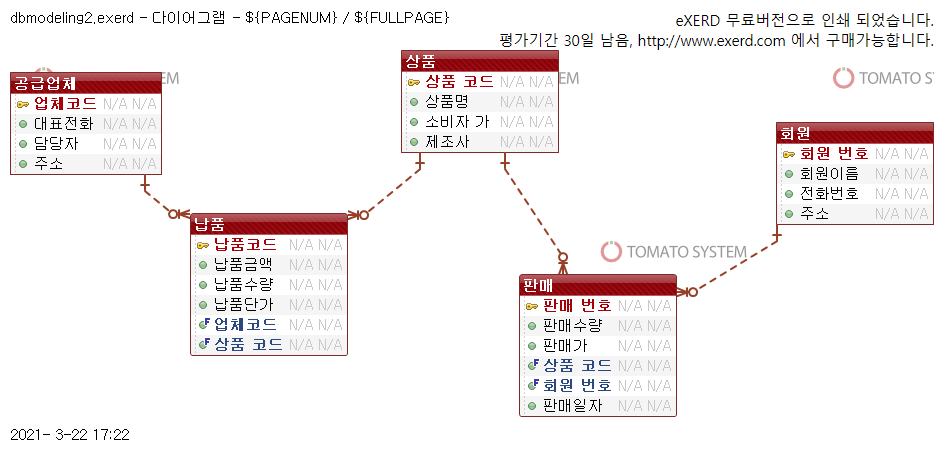 dbmodeling2.exerd - 다이어그램 - ${PAGENUM} / ${FULLPAGE}
eXERD 무료버전으로 인쇄 되었습니다.
평가기간 30일 남음, http://www.exerd.com 에서 구매가능합니다.
공급업체
업체코드 N/A N/A
대표전화 N/A N/A
담당자 N/A N/A
주소 N/A N/A
SYSTEM
상품
상품 코드 N/A N/A
상품명 N/A N/A
소비자 가 N/A N/A
제조사 N/A N/A
TOMATO SYSTEM
회원
회원 번호 N/A N/A
회원이름 N/A N/A
전화번호 N/A N/A
주소 N/A N/A
납품
납품코드 N/A N/A
납품금액 N/A N/A
납품수량 N/A N/A
납품단가 N/A N/A
업체코드 N/A N/A
상품 코드 N/A N/A
TOMATO SYSTEM
판매
판매 번호 N/A N/A
판매수량 N/A N/A
판매가 N/A N/A
상품 코드 N/A N/A
회원 번호 N/A N/A
판매일자 N/A N/A
2021- 3-22 17:22